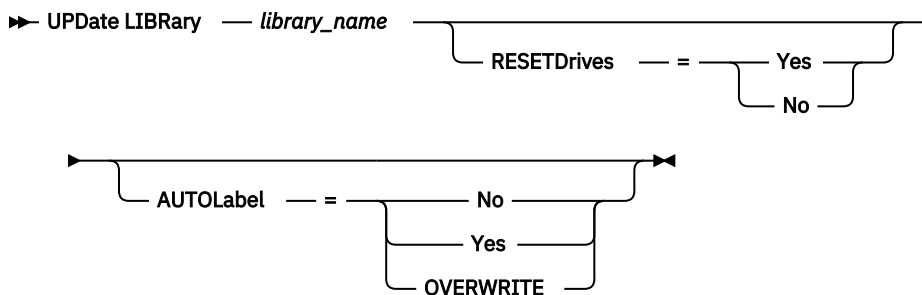 UPDate LIBRary library_name
RESETDrives = Yes
No
AUTOLabel = No
Yes
OVERWRITE